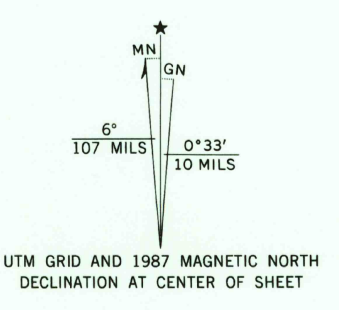 ★
MN
GN
6°
107 MILS
0°33′
10 MILS
UTM GRID AND 1987 MAGNETIC NORTH
DECLINATION AT CENTER OF SHEET